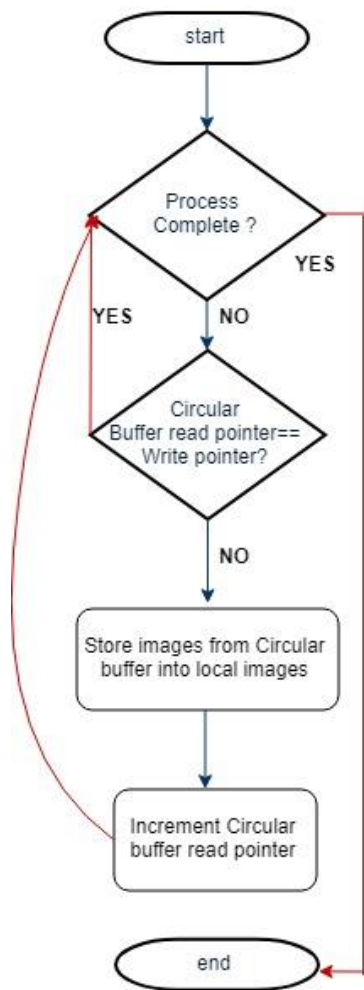 start
Process
Complete ?
YES
YES
NO
Circular
Buffer read pointer==
Write pointer?
NO
Store images from Circular
buffer into local images
Increment Circular
buffer read pointer
end